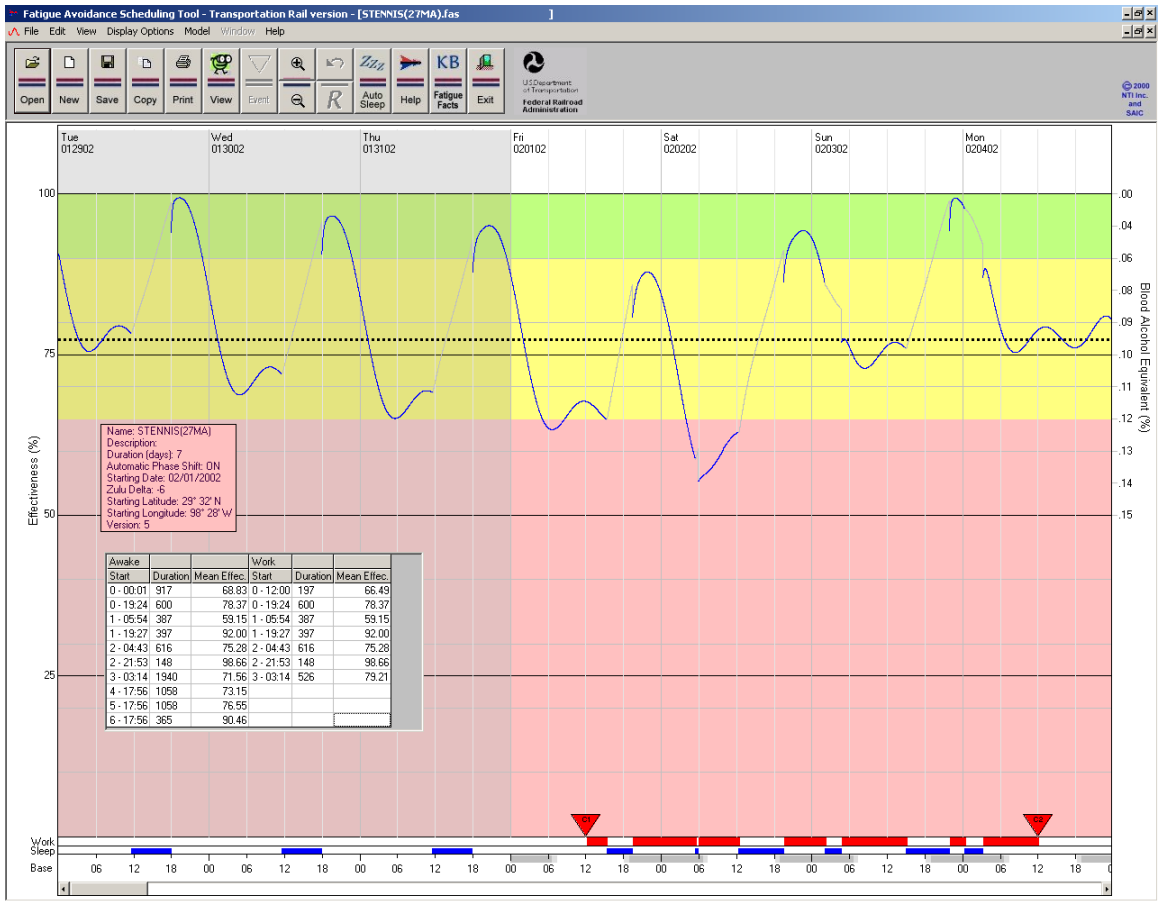 Fatigue Avoidance Scheduling Tool - Transportation Rail version - [STENNIS(27MA).fas ]
File Edit View Display Options Model Window Help
Open New Save Copy Print View Event R Zzz Auto Sleep Help KB Fatigue Facts Exit
U.S.Department
of Transportation
Federal Railroad
Administration
© 2000
NTI Inc.
and
SAIC
Tue Wed Thu Fri Sat Sun Mon
012902 013002 013102 020102 020202 020302 020402
100 .00
.04
.06
.08
.09
75 .10
.11
.12
.13
.14
50 .15
25
Effectiveness (%)
Blood Alcohol Equivalent (%)
Name: STENNIS(27MA)
Description:
Duration (days): 7
Automatic Phase Shift: ON
Starting Date: 02/01/2002
Zulu Delta: -6
Starting Latitude: 29° 32' N
Starting Longitude: 98° 28' W
Version: 5
Awake Work
Start Duration Mean Effec. Start Duration Mean Effec.
0 - 00:01 917 68.83 0 - 12:00 197 66.49
0 - 19:24 600 78.37 0 - 19:24 600 78.37
1 - 05:54 387 59.15 1 - 05:54 387 59.15
1 - 19:27 397 92.00 1 - 19:27 397 92.00
2 - 04:43 616 75.28 2 - 04:43 616 75.28
2 - 21:53 148 98.66 2 - 21:53 148 98.66
3 - 03:14 1940 71.56 3 - 03:14 526 79.21
4 - 17:56 1058 73.15
5 - 17:56 1058 76.55
6 - 17:56 365 90.46
Work
Sleep
Base 06 12 18 00 06 12 18 00 06 12 18 00 06 12 18 00 06 12 18 00 06 12 18 00 06 12 18